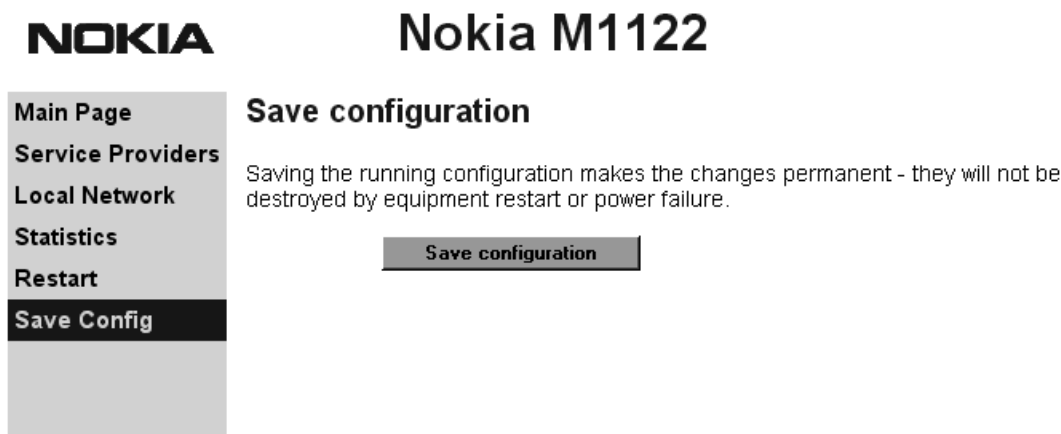 NOKIA
Nokia M1122
Main Page
Service Providers
Local Network
Statistics
Restart
Save Config
Save configuration
Saving the running configuration makes the changes permanent - they will not be
destroyed by equipment restart or power failure.
Save configuration